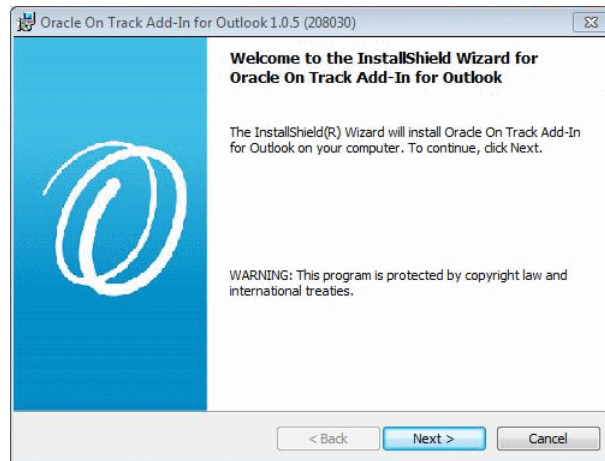 Oracle On Track Add-In for Outlook 1.0.5 (208030)
Welcome to the InstallShield Wizard for
Oracle On Track Add-In for Outlook
The InstallShield(R) Wizard will install Oracle On Track Add-In
for Outlook on your computer. To continue, click Next.
WARNING: This program is protected by copyright law and
international treaties.
< Back
Next >
Cancel